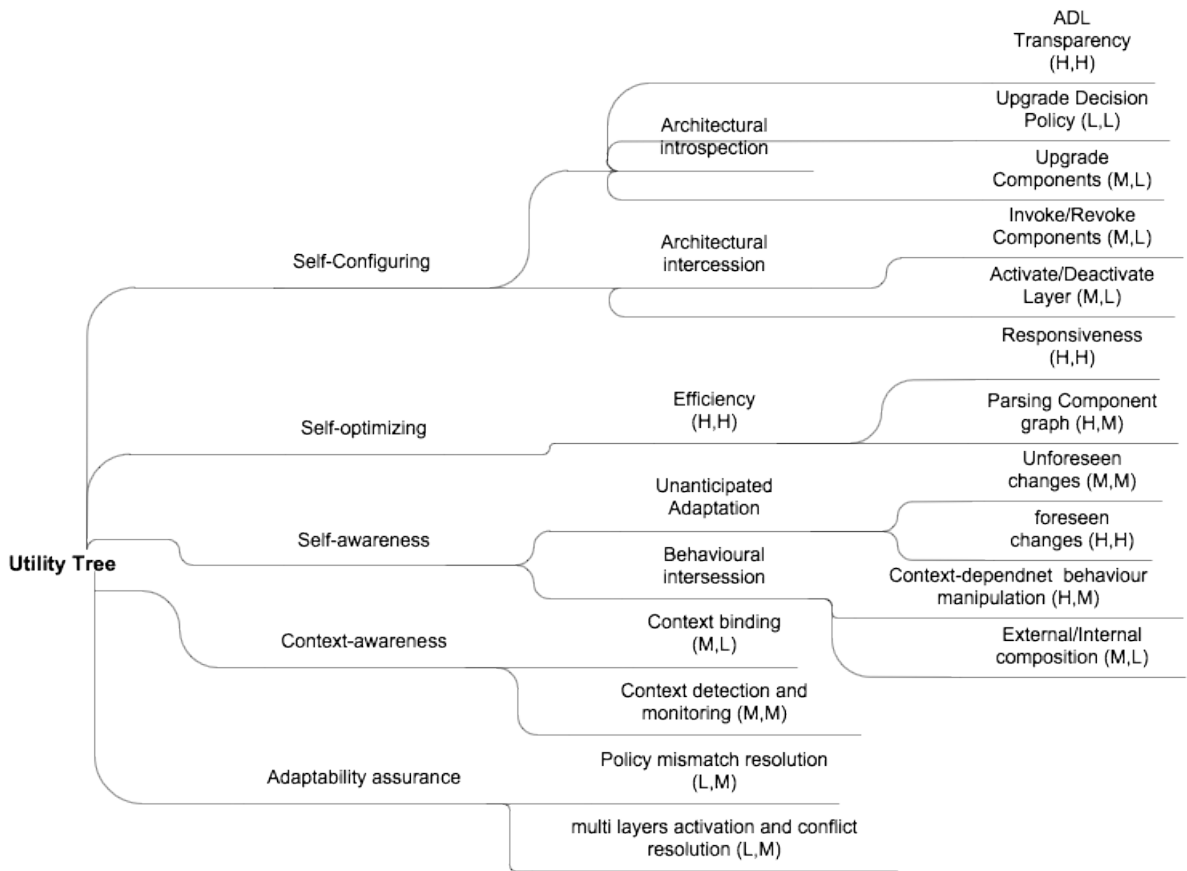 ADL
Transparency
(H,H)
Upgrade Decision
Policy (L,L)
Architectural
introspection
Upgrade
Components (M,L)
Invoke/Revoke
Components (M,L)
Architectural
intercession
Self-Configuring
Activate/Deactivate
Layer (M,L)
Responsiveness
(H,H)
Efficiency
(H,H)
Self-optimizing
Parsing Component
graph (H,M)
Unforeseen
changes (M,M)
Unanticipated
Adaptation
foreseen
changes (H,H)
Self-awareness
Utility Tree
Behavioural
intersession
Context-dependnet behaviour
manipulation (H,M)
Context binding
(M,L)
External/Internal
composition (M,L)
Context-awareness
Context detection and
monitoring (M,M)
Policy mismatch resolution
(L,M)
Adaptability assurance
multi layers activation and conflict
resolution (L,M)